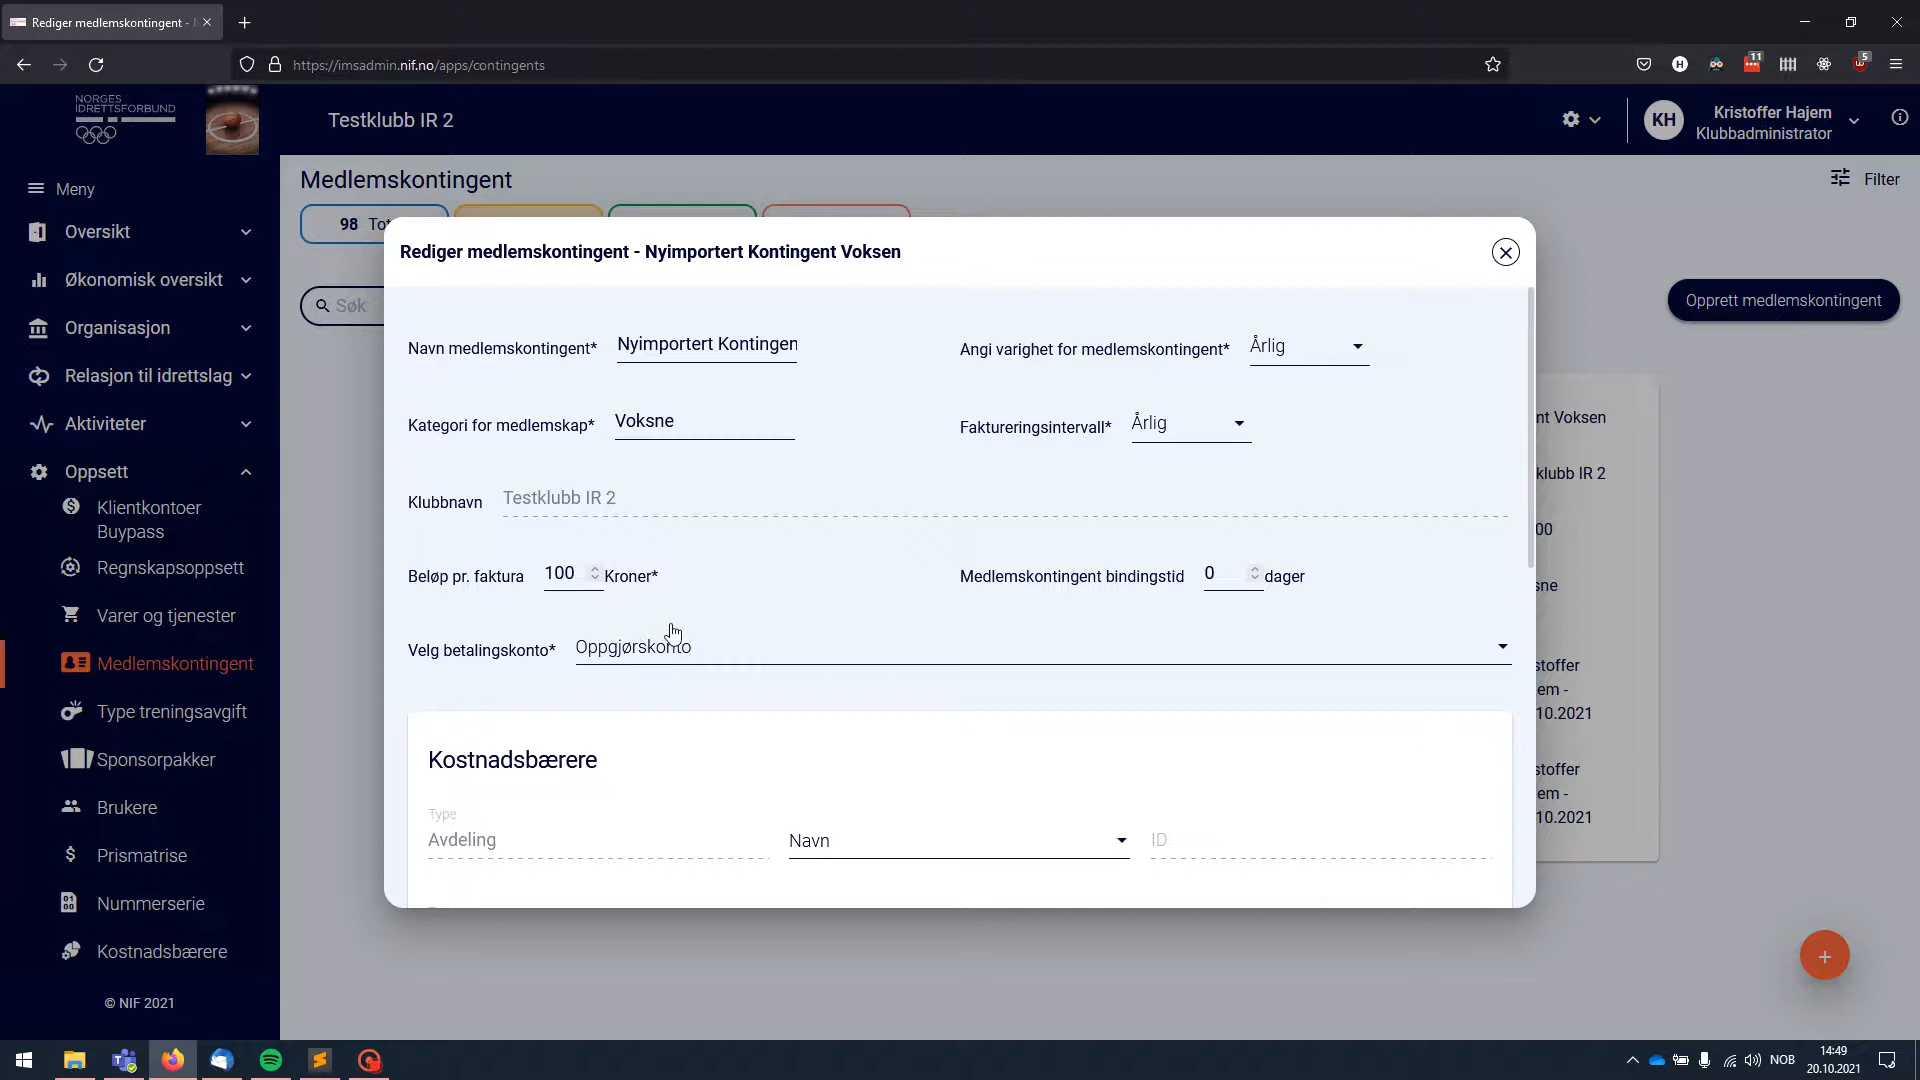 Rediger medlemskontingent -
https://imsadmin.nif.no/apps/contingents
11
5
NORGES
IDRETTSFORBUND
Testklubb IR 2
KH
Kristoffer Hajem
Klubbadministrator
Meny
Oversikt
Økonomisk oversikt
Organisasjon
Relasjon til idrettslag
Aktiviteter
Oppsett
Klientkontoer
Buypass
Regnskapsoppsett
Varer og tjenester
Medlemskontingent
Type treningsavgift
Sponsorpakker
Brukere
Prismatrise
Nummerserie
Kostnadsbærere
© NIF 2021
Medlemskontingent
Filter
98 Tot
Søk
Opprett medlemskontingent
Rediger medlemskontingent - Nyimportert Kontingent Voksen
Navn medlemskontingent* Nyimportert Kontingen
Angi varighet for medlemskontingent* Årlig
Kategori for medlemskap* Voksne
Faktureringsintervall* Årlig
Klubbnavn Testklubb IR 2
Beløp pr. faktura 100 Kroner*
Medlemskontingent bindingstid 0 dager
Velg betalingskonto* Oppgjørskonto
Kostnadsbærere
Type
Avdeling
Navn
ID
nt Voksen
klubb IR 2
00
sne
stoffer
em -
10.2021
stoffer
em -
10.2021
+
NOB
14:49
20.10.2021